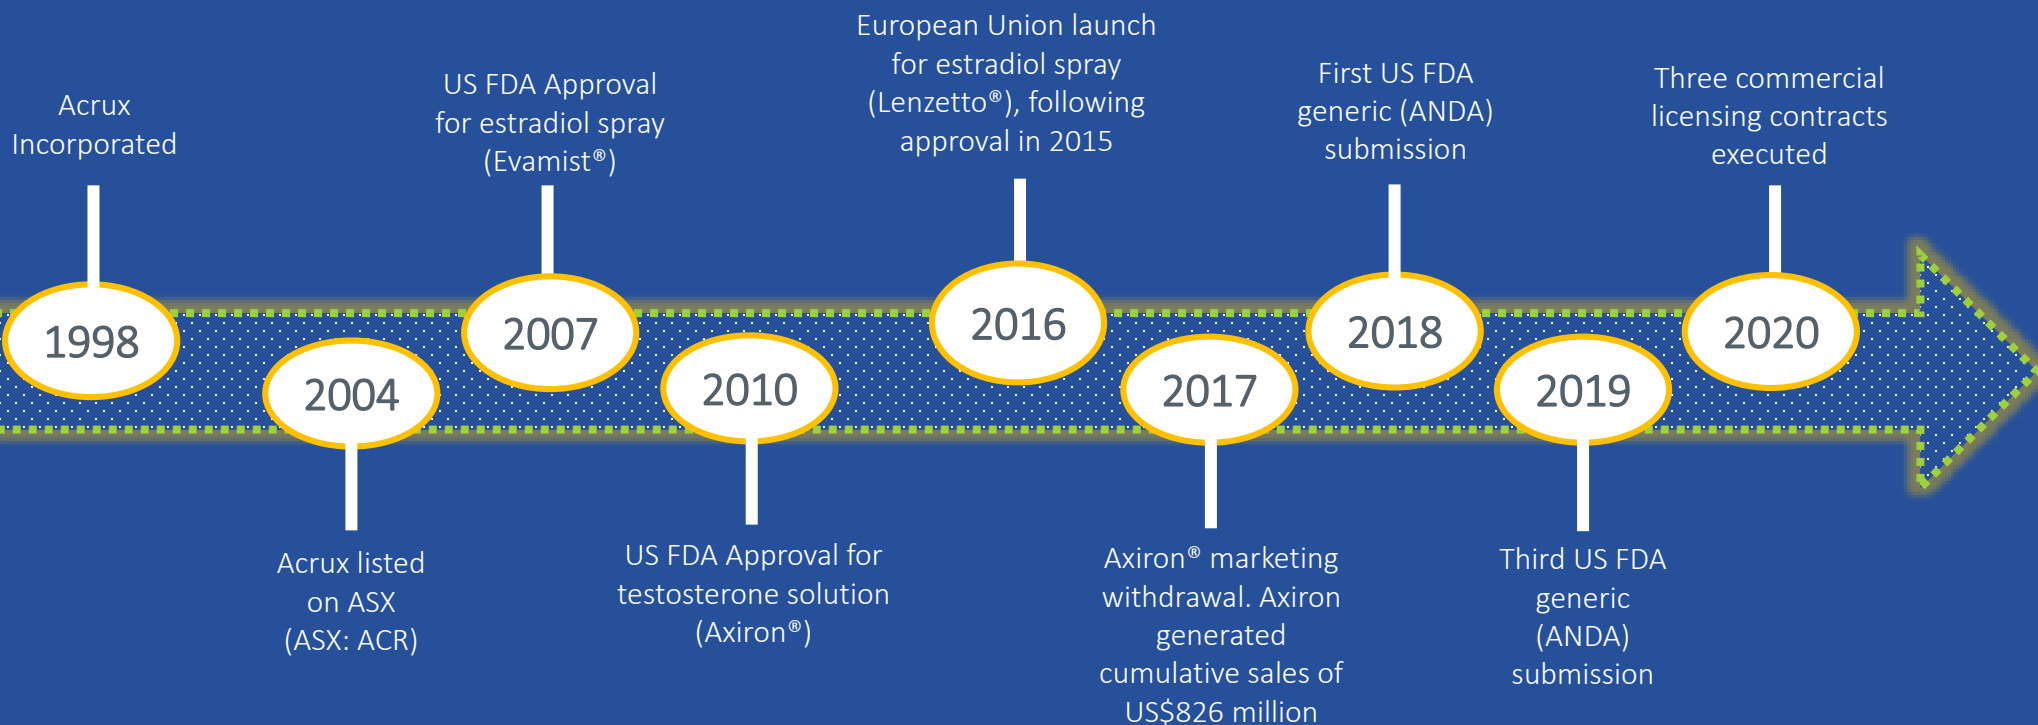 Acrux
Incorporated
1998
Acrux listed
on ASX
(ASX: ACR)
2004
US FDA Approval
for estradiol spray
(Evamist®)
2007
US FDA Approval for
testosterone solution
(Axiron®)
2010
European Union launch
for estradiol spray
(Lenzetto®), following
approval in 2015
2016
Axiron® marketing
withdrawal. Axiron
generated
cumulative sales of
US$826 million
2017
First US FDA
generic (ANDA)
submission
2018
Third US FDA
generic
(ANDA)
submission
2019
Three commercial
licensing contracts
executed
2020